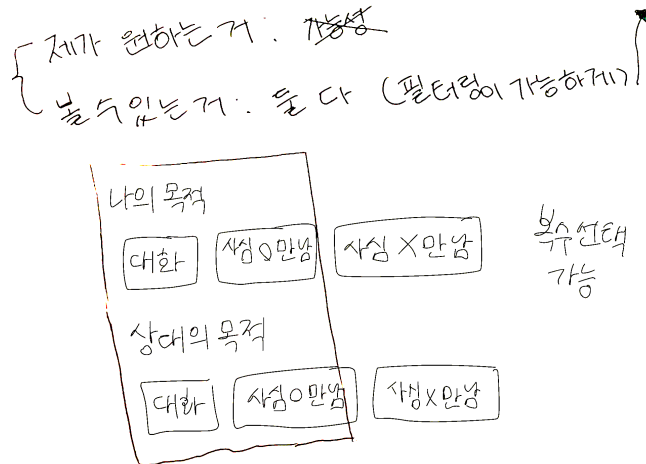 제가 원하는거: 가능성
볼수있는거: 둘 다 (필터링이 가능하게)
나의 목적
대화 사심O만남 사심X만남
복수선택
가능
상대의 목적
대화 사심O만남 사심X만남